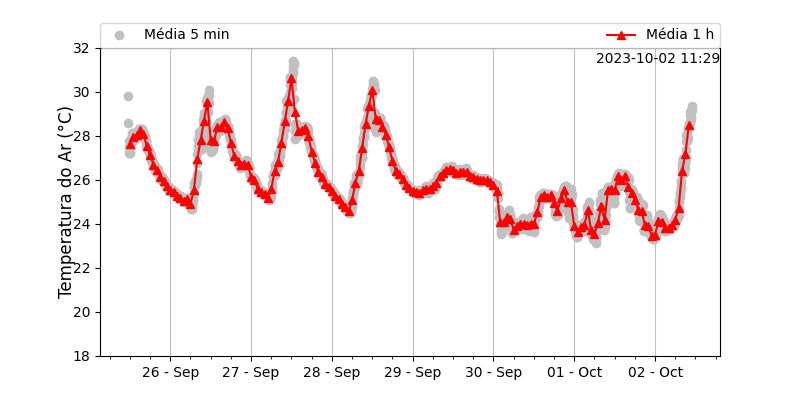 Média 5 min
Média 1 h
2023-10-02 11:29
Temperatura do Ar (°C)
32
30
28
26
24
22
20
18
26 - Sep
27 - Sep
28 - Sep
29 - Sep
30 - Sep
01 - Oct
02 - Oct